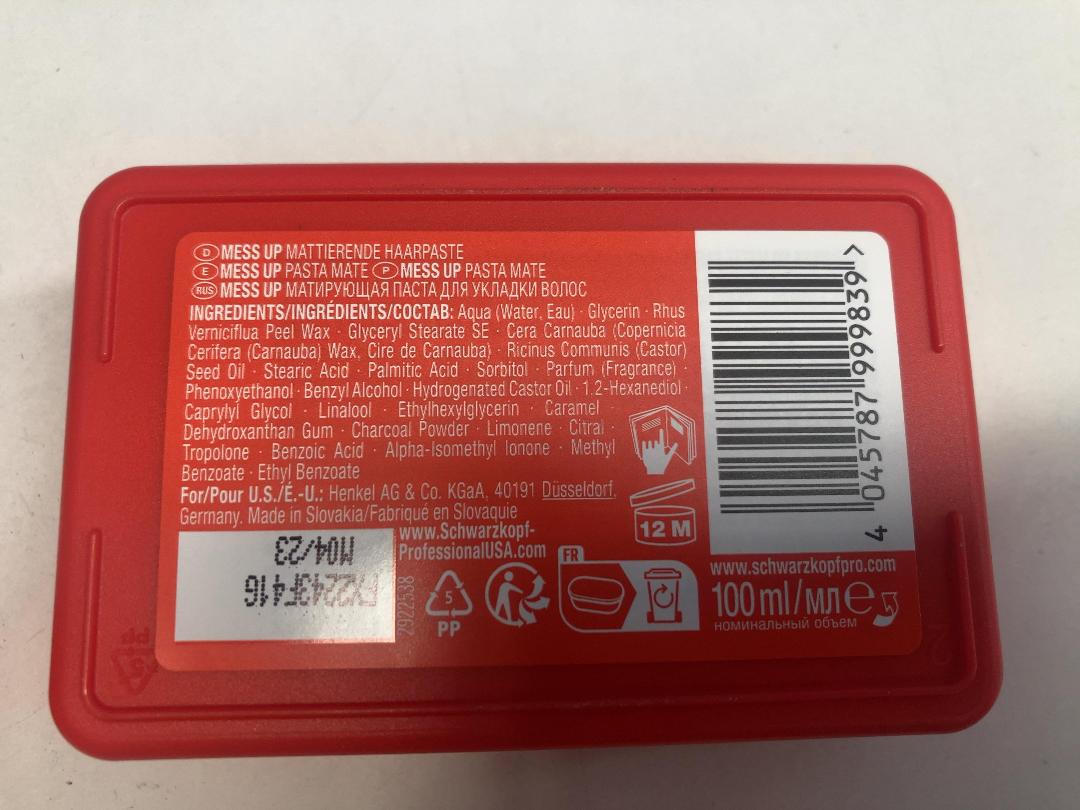 D MESS UP MATTIERENDE HAARPASTE
E MESS UP PASTA MATE P MESS UP PASTA MATE
RUS MESS UP МАТИРУЮЩАЯ ПАСТА ДЛЯ УКЛАДКИ ВОЛОС
INGREDIENTS/INGRÉDIENTS/СОСТАВ: Aqua (Water, Eau) · Glycerin · Rhus
Verniciflua Peel Wax · Glyceryl Stearate SE · Cera Carnauba (Copernicia
Cerifera (Carnauba) Wax, Cire de Carnauba) · Ricinus Communis (Castor)
Seed Oil · Stearic Acid · Palmitic Acid · Sorbitol · Parfum (Fragrance) ·
Phenoxyethanol · Benzyl Alcohol · Hydrogenated Castor Oil · 1,2-Hexanediol ·
Caprylyl Glycol · Linalool · Ethylhexylglycerin · Caramel ·
Dehydroxanthan Gum · Charcoal Powder · Limonene · Citral ·
Tropolone · Benzoic Acid · Alpha-Isomethyl Ionone · Methyl
Benzoate · Ethyl Benzoate
For/Pour U.S./É.-U.: Henkel AG & Co. KGaA, 40191 Düsseldorf,
Germany. Made in Slovakia/Fabriqué en Slovaquie
www.Schwarzkopf-
ProfessionalUSA.com
12 M
M04/23
2922538
5
PP
FR
4 045787 999839 >
www.schwarzkopfpro.com
100 ml/мл e
номинальный объем